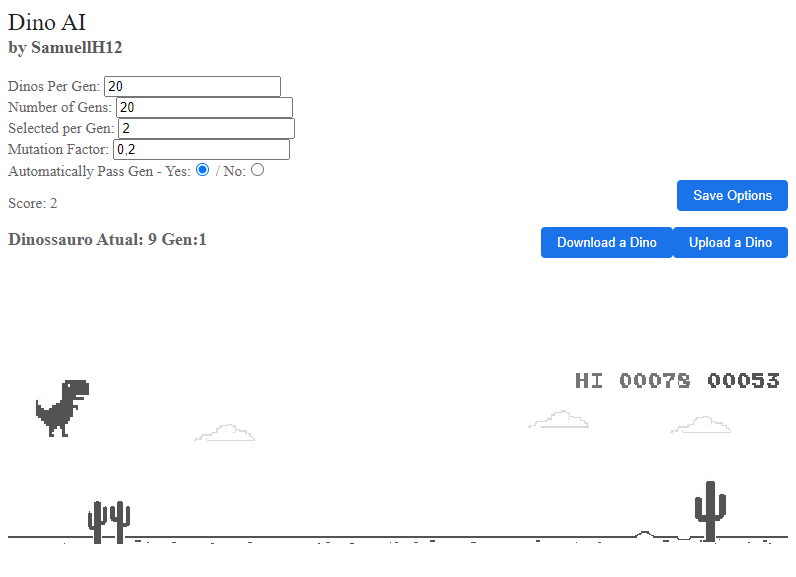 Dino AI
by SamuellH12
Dinos Per Gen: 20
Number of Gens: 20
Selected per Gen: 2
Mutation Factor: 0,2
Automatically Pass Gen - Yes: / No:
Save Options
Score: 2
Dinossauro Atual: 9 Gen:1
Download a Dino
Upload a Dino
HI 00078 00053